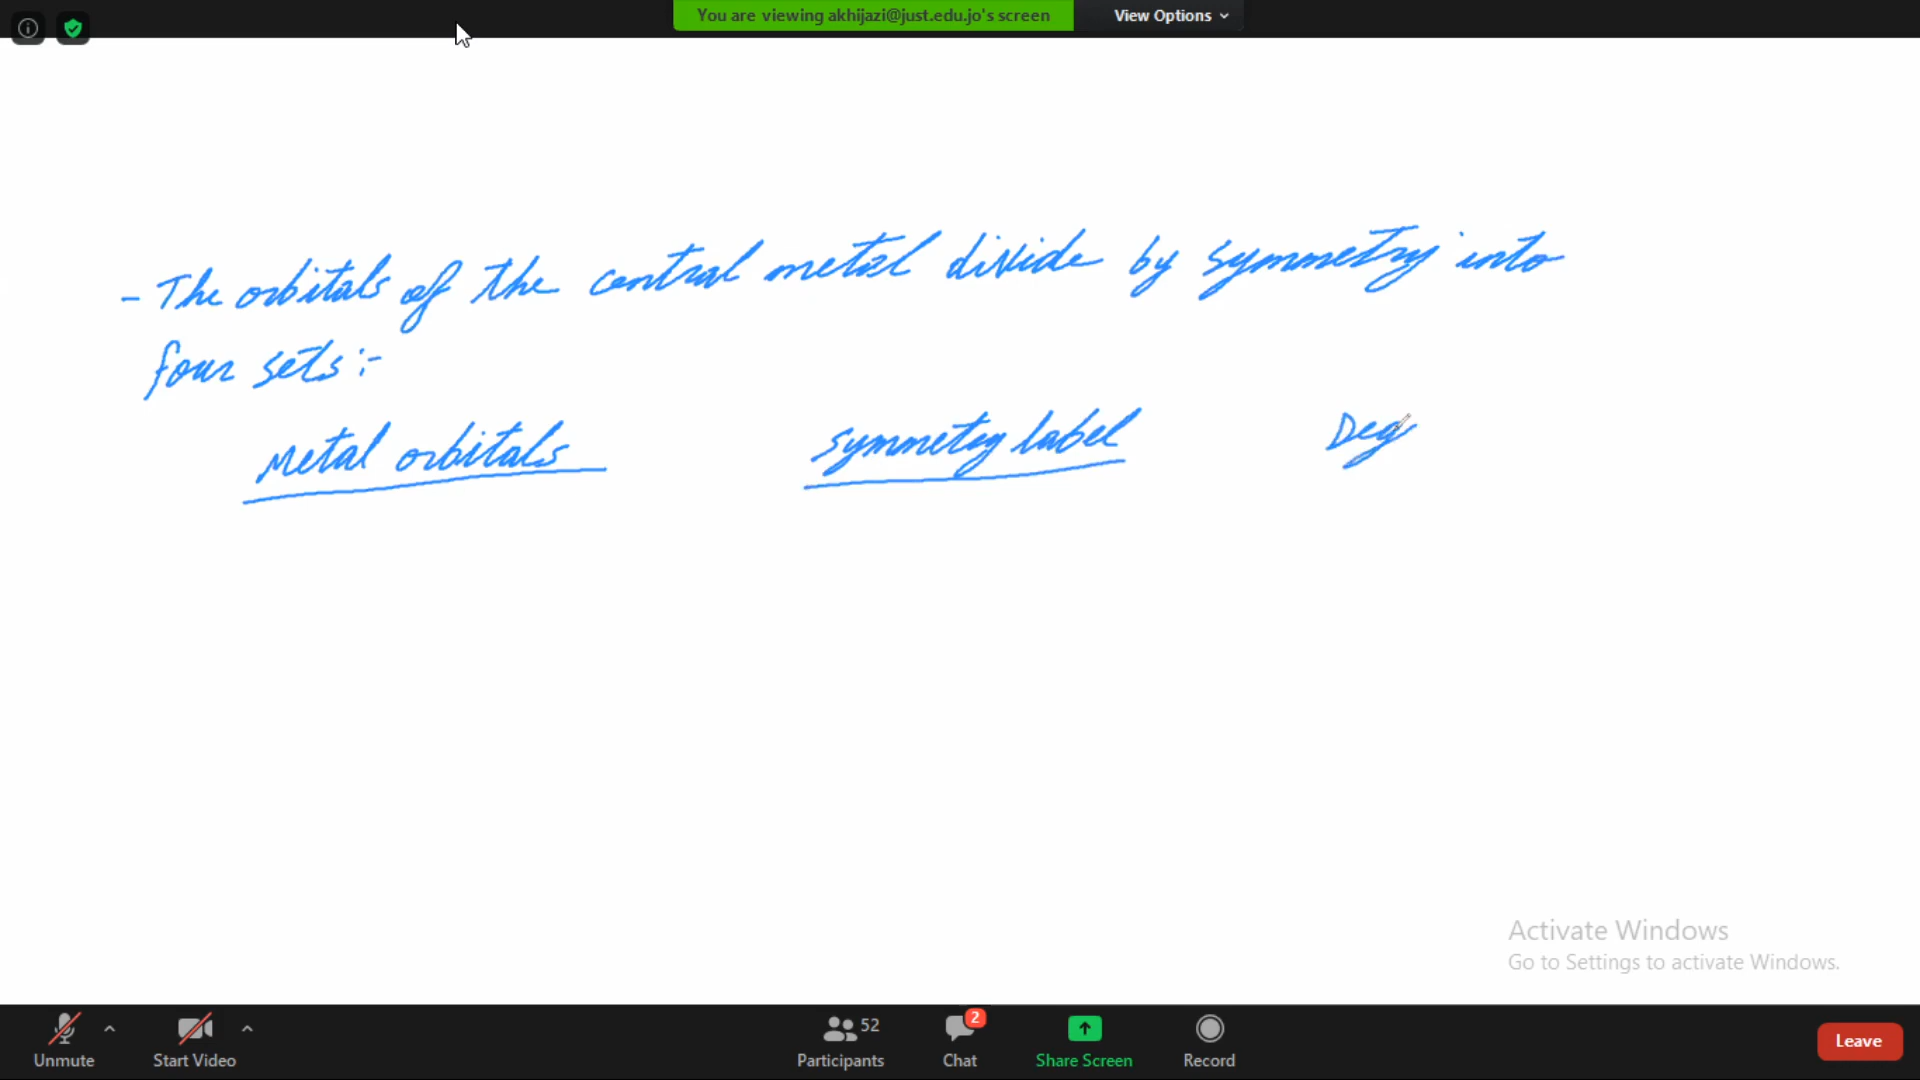 You are viewing akhijazi@just.edu.jo's screen
View Options
- The orbitals of the central metal divide by symmetry into
four sets :-
Metal orbitals
symmetry label
Deg
Activate Windows
Go to Settings to activate Windows.
Unmute
Start Video
52
Participants
2
Chat
Share Screen
Record
Leave